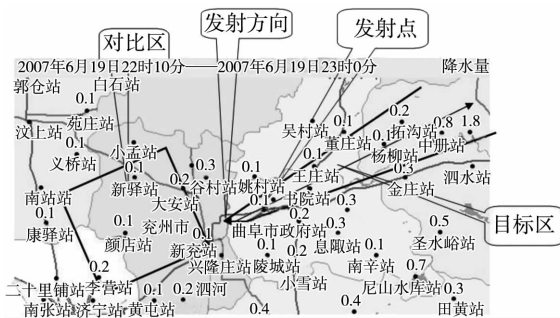 发射方向
发射点
对比区
2007年6月19日22时10分——2007年6月19日23时0分
降水量
郭仓站
白石站
0.1
苑庄站
汶上站
0.1
义桥站
小孟站
0.1
新驿站
0.3
谷村站
0.1
姚村站
吴村站
0.1
董庄站
0.2
拓沟站
0.1
杨柳站
0.8
中册站
1.8
泗水站
南站站
0.1
康驿站
0.2
大安站
0.1
王庄站
书院站
0.3
金庄站
0.1
0.2
曲阜市政府站
0.3
息陬站
0.1
颜店站
兖州市
0.1
新兖站
兴隆庄站
0.1
陵城站
0.2
小雪站
0.1
南辛站
0.5
圣水峪站
目标区
二十里铺站
0.2
李营站
南张站
济宁站
0.1
黄屯站
0.2
泗河
0.4
0.4
0.7
尼山水库站
0.3
田黄站